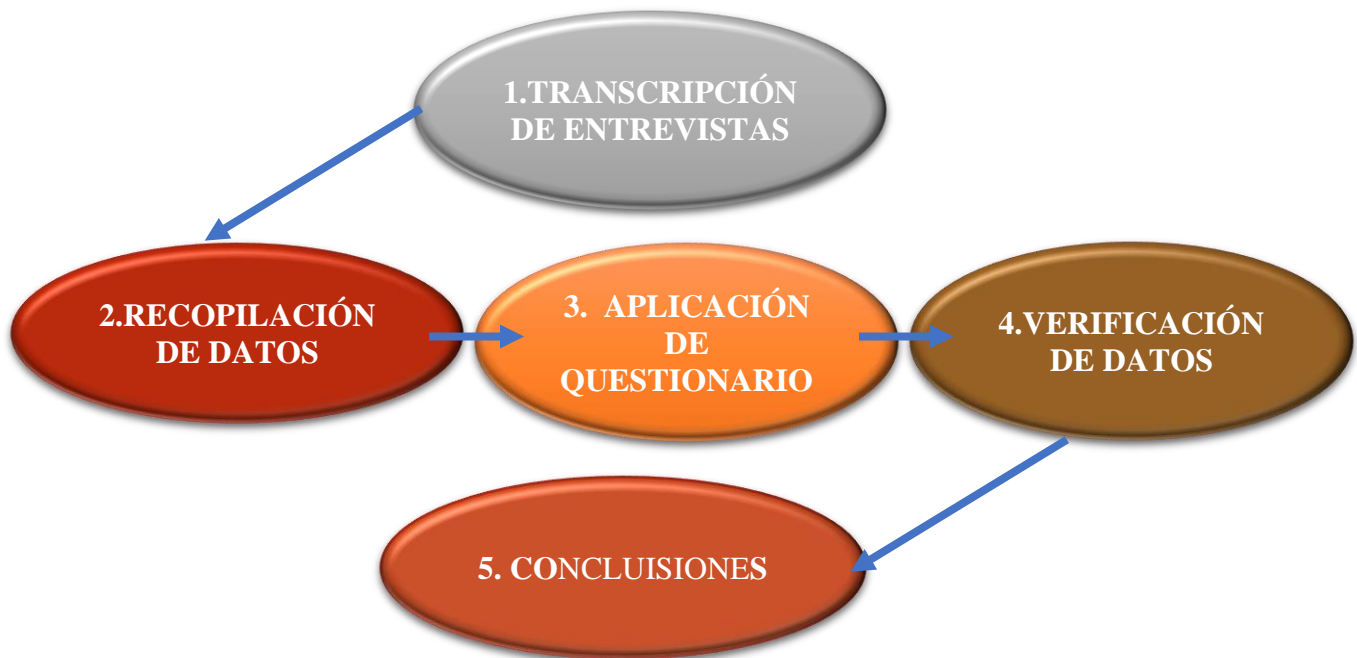 1.TRANSCRIPCIÓN
DE ENTREVISTAS
2.RECOPILACIÓN
DE DATOS
3. APLICACIÓN
DE
QUESTIONARIO
4.VERIFICACIÓN
DE DATOS
5. CONCLUISIONES